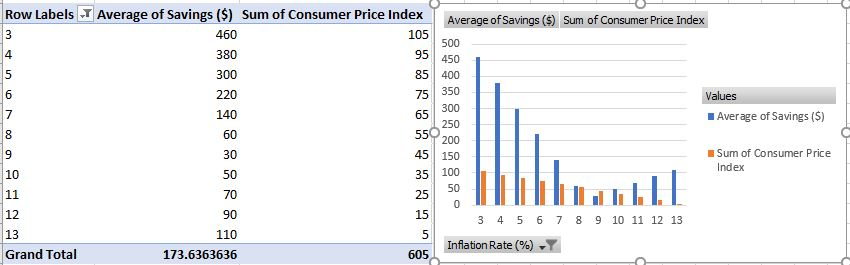 Row Labels Average of Savings ($) Sum of Consumer Price Index
3 460 105
4 380 95
5 300 85
6 220 75
7 140 65
8 60 55
9 30 45
10 50 35
11 70 25
12 90 15
13 110 5
Grand Total 173.6363636 605
Average of Savings ($) Sum of Consumer Price Index
500
450
400
350
300
250
200
150
100
50
0
3 4 5 6 7 8 9 10 11 12 13
Inflation Rate (%)
Values
Average of Savings ($)
Sum of Consumer Price
Index